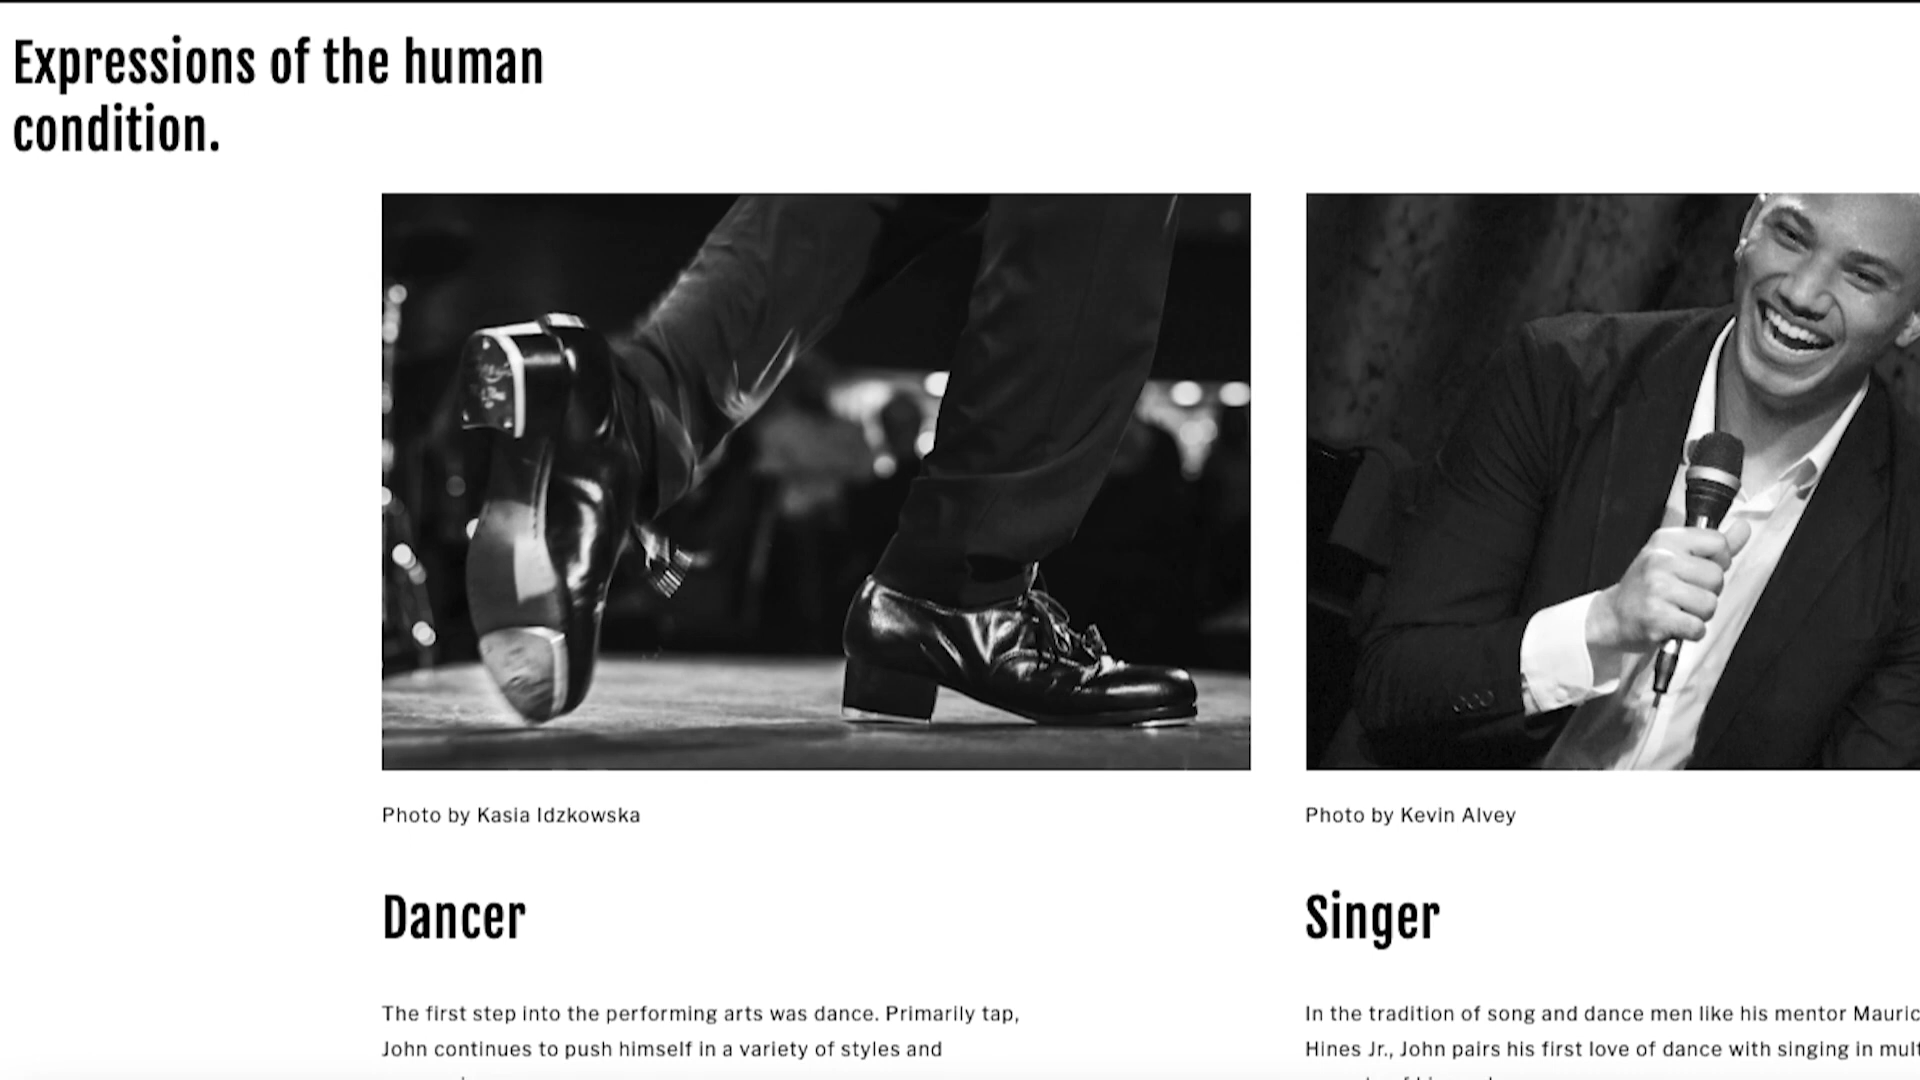 Expressions of the human
condition.
Photo by Kasia Idzkowska
Photo by Kevin Alvey
Dancer
Singer
The first step into the performing arts was dance. Primarily tap,
John continues to push himself in a variety of styles and
In the tradition of song and dance men like his mentor Mauric
Hines Jr., John pairs his first love of dance with singing in mult